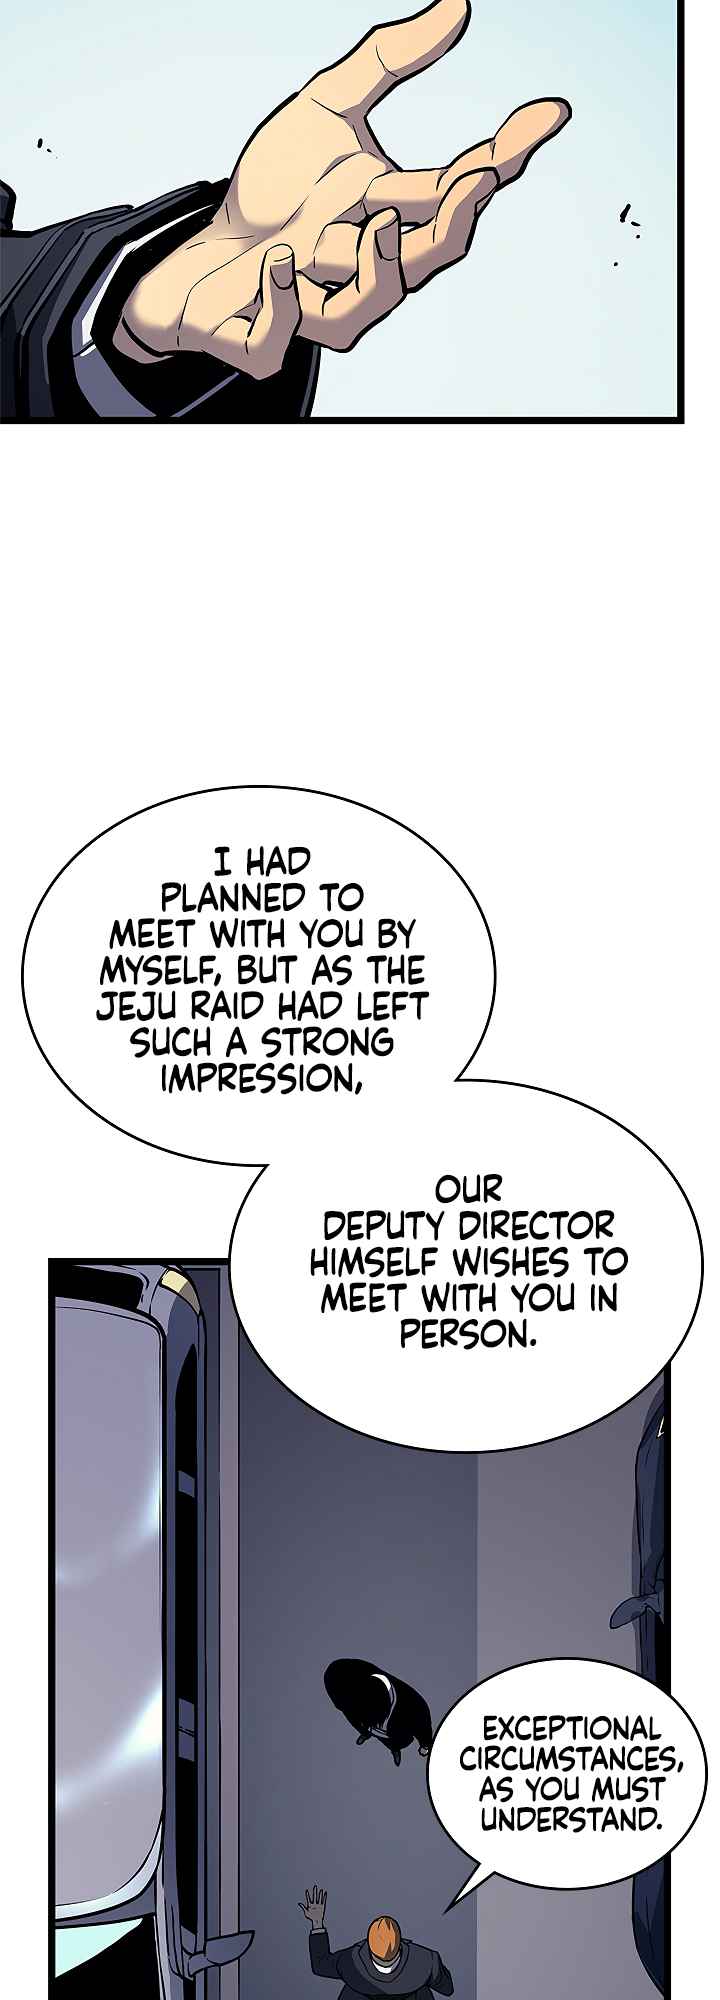 I HAD
PLANNED TO
MEET WITH YOU BY
MYSELF, BUT AS THE
JEJU RAID HAD LEFT
SUCH A STRONG
IMPRESSION,
OUR
DEPUTY DIRECTOR
HIMSELF WISHES TO
MEET WITH YOU IN
PERSON.
EXCEPTIONAL
CIRCUMSTANCES,
AS YOU MUST
UNDERSTAND.